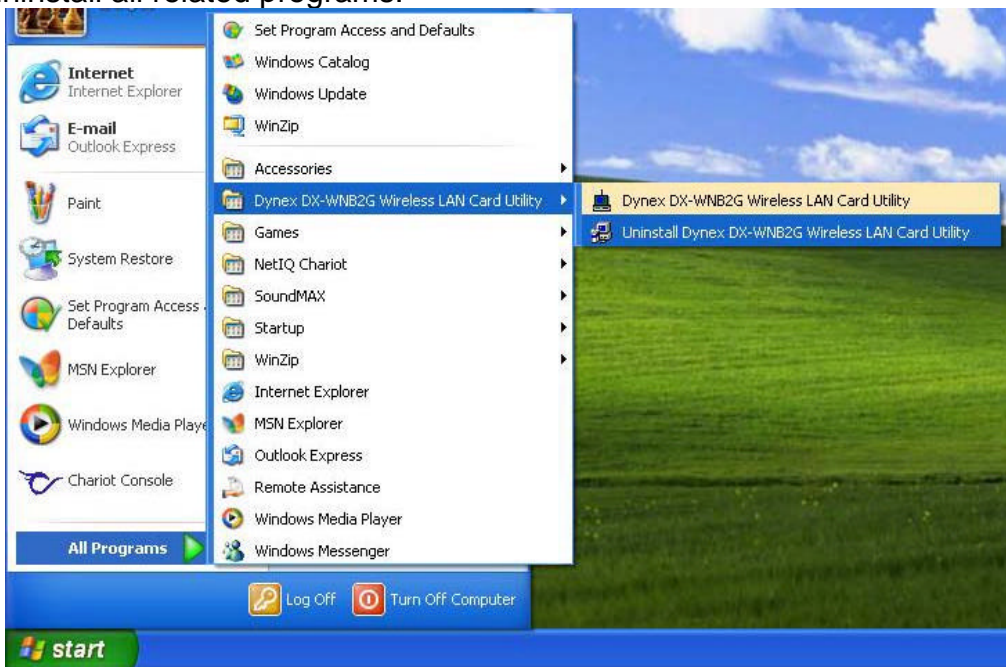 uninstall all related programs.
Internet
Internet Explorer
E-mail
Outlook Express
Paint
System Restore
Set Program Access
Defaults
MSN Explorer
Windows Media Playe
Chariot Console
All Programs
Set Program Access and Defaults
Windows Catalog
Windows Update
WinZip
Accessories
Dynex DX-WNB2G Wireless LAN Card Utility
Games
NetIQ Chariot
SoundMAX
Startup
WinZip
Internet Explorer
MSN Explorer
Outlook Express
Remote Assistance
Windows Media Player
Windows Messenger
Dynex DX-WNB2G Wireless LAN Card Utility
Uninstall Dynex DX-WNB2G Wireless LAN Card Utility
Log Off
Turn Off Computer
start